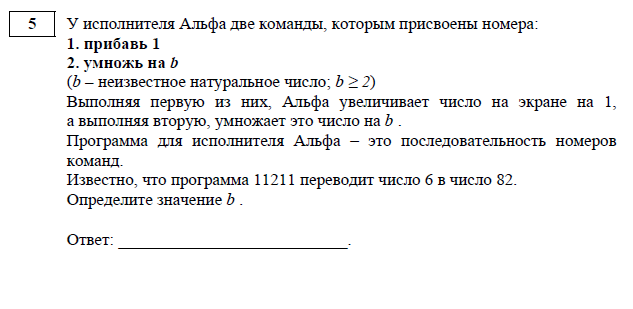 5
У исполнителя Альфа две команды, которым присвоены номера:
1. прибавь 1
2. умножь на b
(b – неизвестное натуральное число; b ≥ 2)
Выполняя первую из них, Альфа увеличивает число на экране на 1,
а выполняя вторую, умножает это число на b .
Программа для исполнителя Альфа – это последовательность номеров
команд.
Известно, что программа 11211 переводит число 6 в число 82.
Определите значение b .
Ответ: ___________________________.